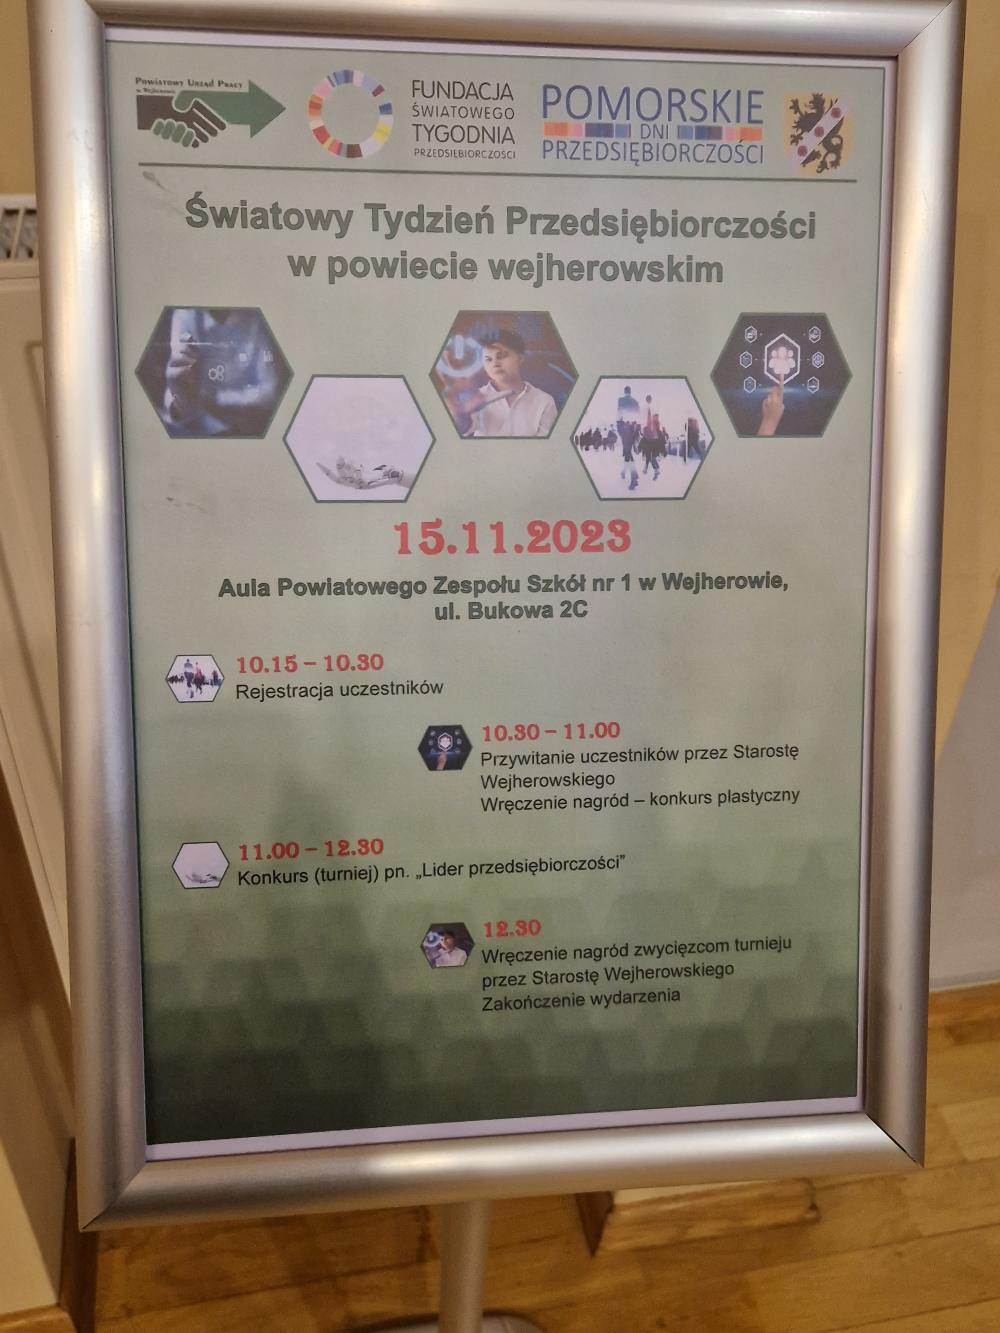 Powiatowy Urząd Pracy
w Wejherowie
FUNDACJA
ŚWIATOWEGO
TYGODNIA
PRZEDSIĘBIORCZOŚCI
POMORSKIE
DNI
PRZEDSIĘBIORCZOŚCI
Światowy Tydzień Przedsiębiorczości
w powiecie wejherowskim
15.11.2023
Aula Powiatowego Zespołu Szkół nr 1 w Wejherowie,
ul. Bukowa 2C
10.15 – 10.30
Rejestracja uczestników
10.30 – 11.00
Przywitanie uczestników przez Starostę
Wejherowskiego
Wręczenie nagród – konkurs plastyczny
11.00 – 12.30
Konkurs (turniej) pn. „Lider przedsiębiorczości”
12.30
Wręczenie nagród zwycięzcom turnieju
przez Starostę Wejherowskiego
Zakończenie wydarzenia